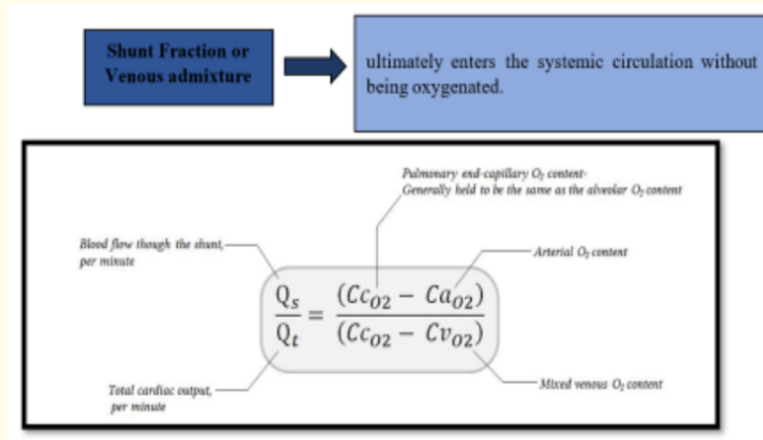 Shunt Fraction or
Venous admixture
ultimately enters the systemic circulation without
being oxygenated.
Pulmonary end-capillary O₂ content-
Generally held to be the same as the alveolar O₂ content
Blood flow though the shunt,
per minute
Arterial O₂ content
Qs/Qt = (CcO2 − CaO2)/(CcO2 − CvO2)
Total cardiac output,
per minute
Mixed venous O₂ content